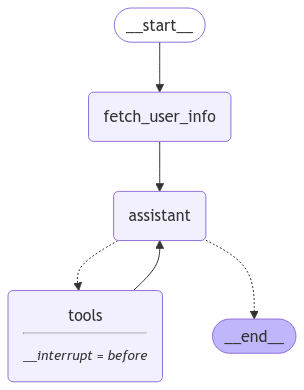 __start__
fetch_user_info
assistant
tools
__interrupt = before
__end__